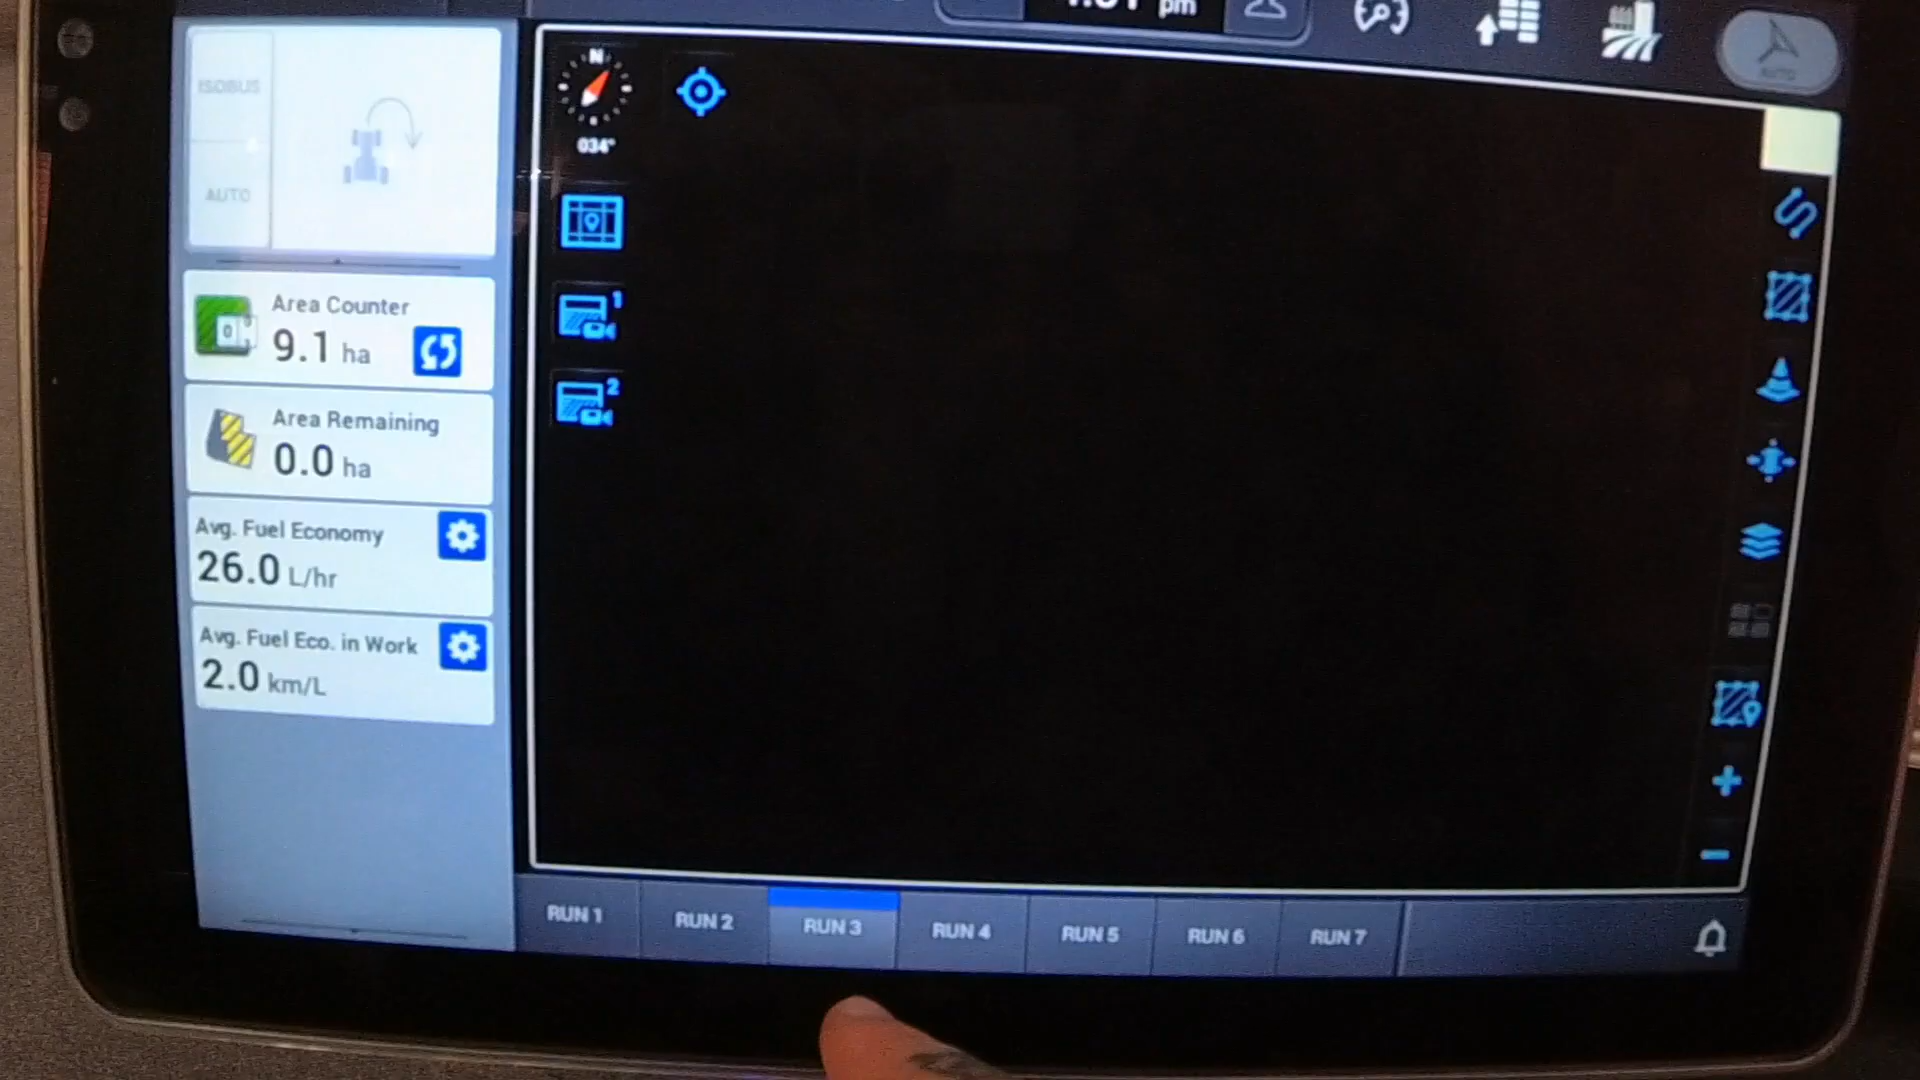 pm
AUTO
ISOBUS
AUTO
N
034°
1
2
Area Counter
9.1 ha
Area Remaining
0.0 ha
Avg. Fuel Economy
26.0 L/hr
Avg. Fuel Eco. in Work
2.0 km/L
RUN 1
RUN 2
RUN 3
RUN 4
RUN 5
RUN 6
RUN 7